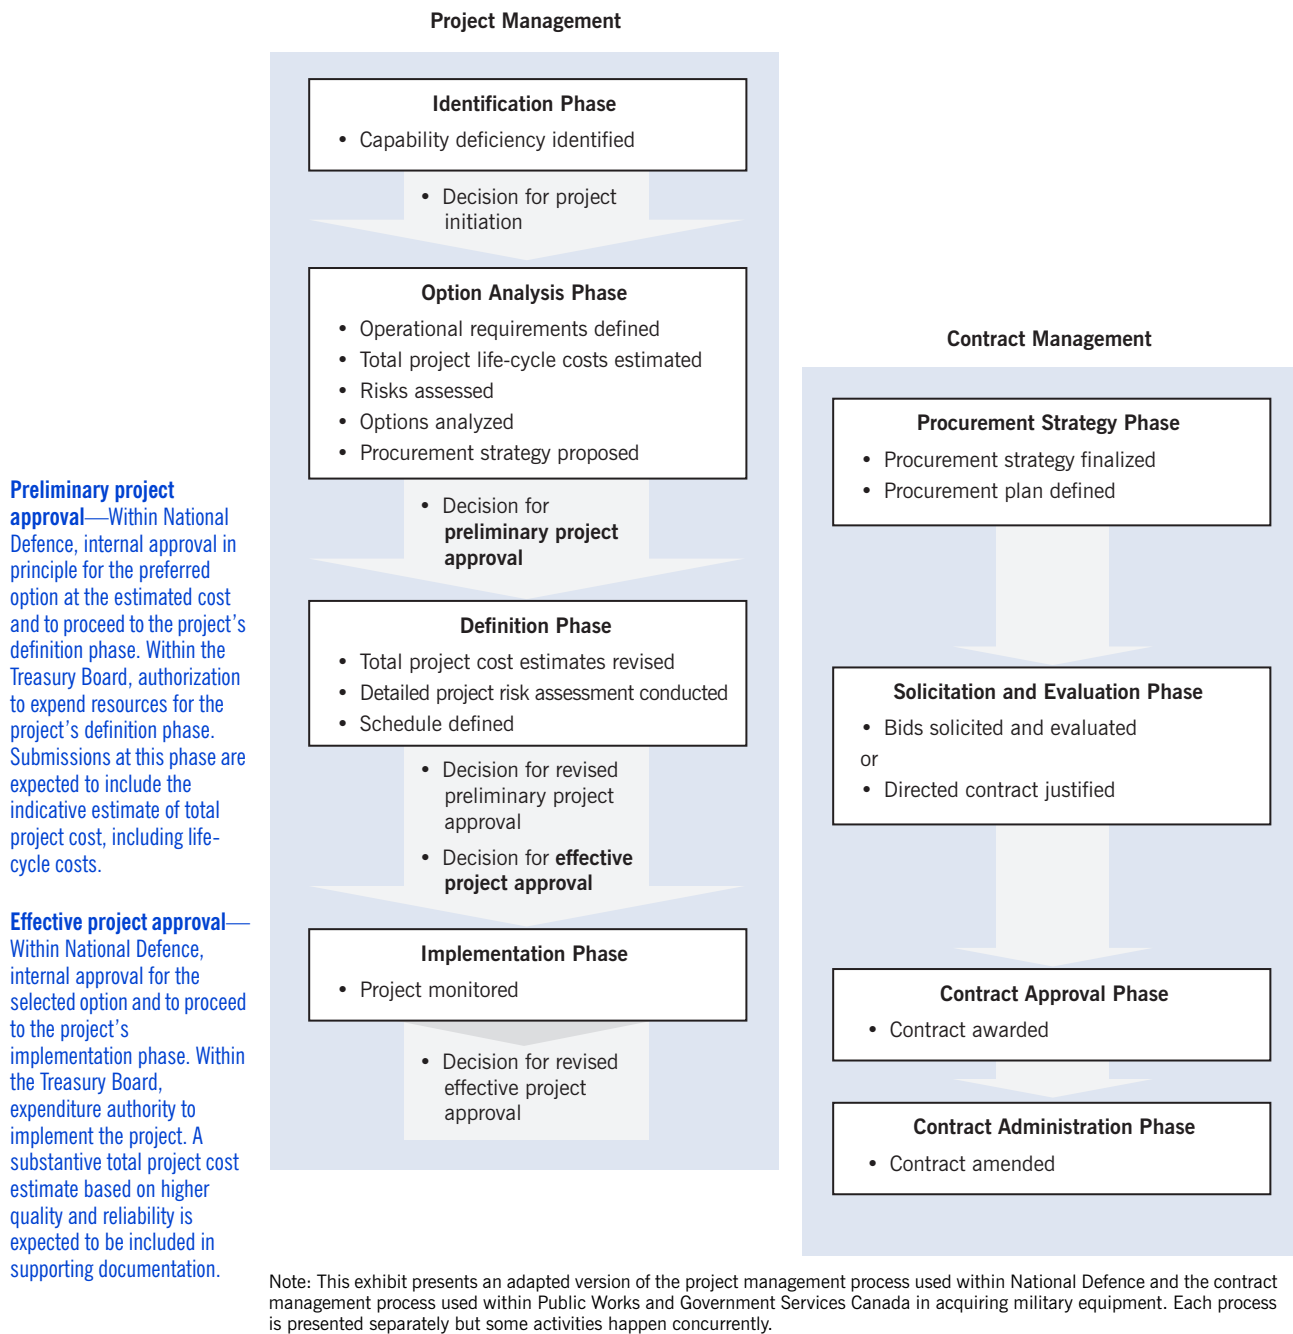 Project Management
Identification Phase
• Capability deficiency identified
• Decision for project
initiation
Option Analysis Phase
• Operational requirements defined
• Total project life-cycle costs estimated
• Risks assessed
• Options analyzed
• Procurement strategy proposed
• Decision for
preliminary project
approval
Definition Phase
• Total project cost estimates revised
• Detailed project risk assessment conducted
• Schedule defined
• Decision for revised
preliminary project
approval
• Decision for effective
project approval
Implementation Phase
• Project monitored
• Decision for revised
effective project
approval
Contract Management
Procurement Strategy Phase
• Procurement strategy finalized
• Procurement plan defined
Solicitation and Evaluation Phase
• Bids solicited and evaluated
or
• Directed contract justified
Contract Approval Phase
• Contract awarded
Contract Administration Phase
• Contract amended
Preliminary project
approval—Within National
Defence, internal approval in
principle for the preferred
option at the estimated cost
and to proceed to the project's
definition phase. Within the
Treasury Board, authorization
to expend resources for the
project's definition phase.
Submissions at this phase are
expected to include the
indicative estimate of total
project cost, including life-
cycle costs.
Effective project approval—
Within National Defence,
internal approval for the
selected option and to proceed
to the project's
implementation phase. Within
the Treasury Board,
expenditure authority to
implement the project. A
substantive total project cost
estimate based on higher
quality and reliability is
expected to be included in
supporting documentation.
Note: This exhibit presents an adapted version of the project management process used within National Defence and the contract
management process used within Public Works and Government Services Canada in acquiring military equipment. Each process
is presented separately but some activities happen concurrently.